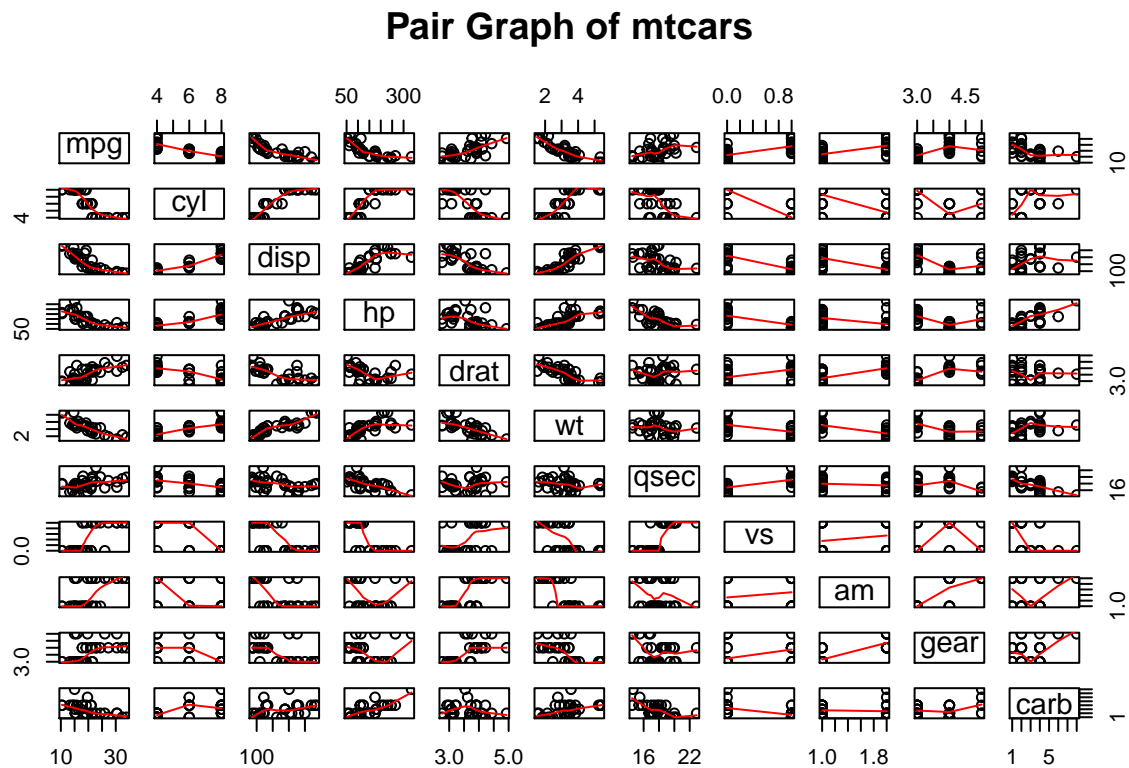 Pair Graph of mtcars
4 6 8 50 300 2 4 0.0 0.8 3.0 4.5
mpg 10
4 cyl
disp 100
50 hp
drat 3.0
2 wt
qsec 16
0.0 vs
am 1.0
3.0 gear
carb 1
10 30 100 3.0 5.0 16 22 1.0 1.8 1 5